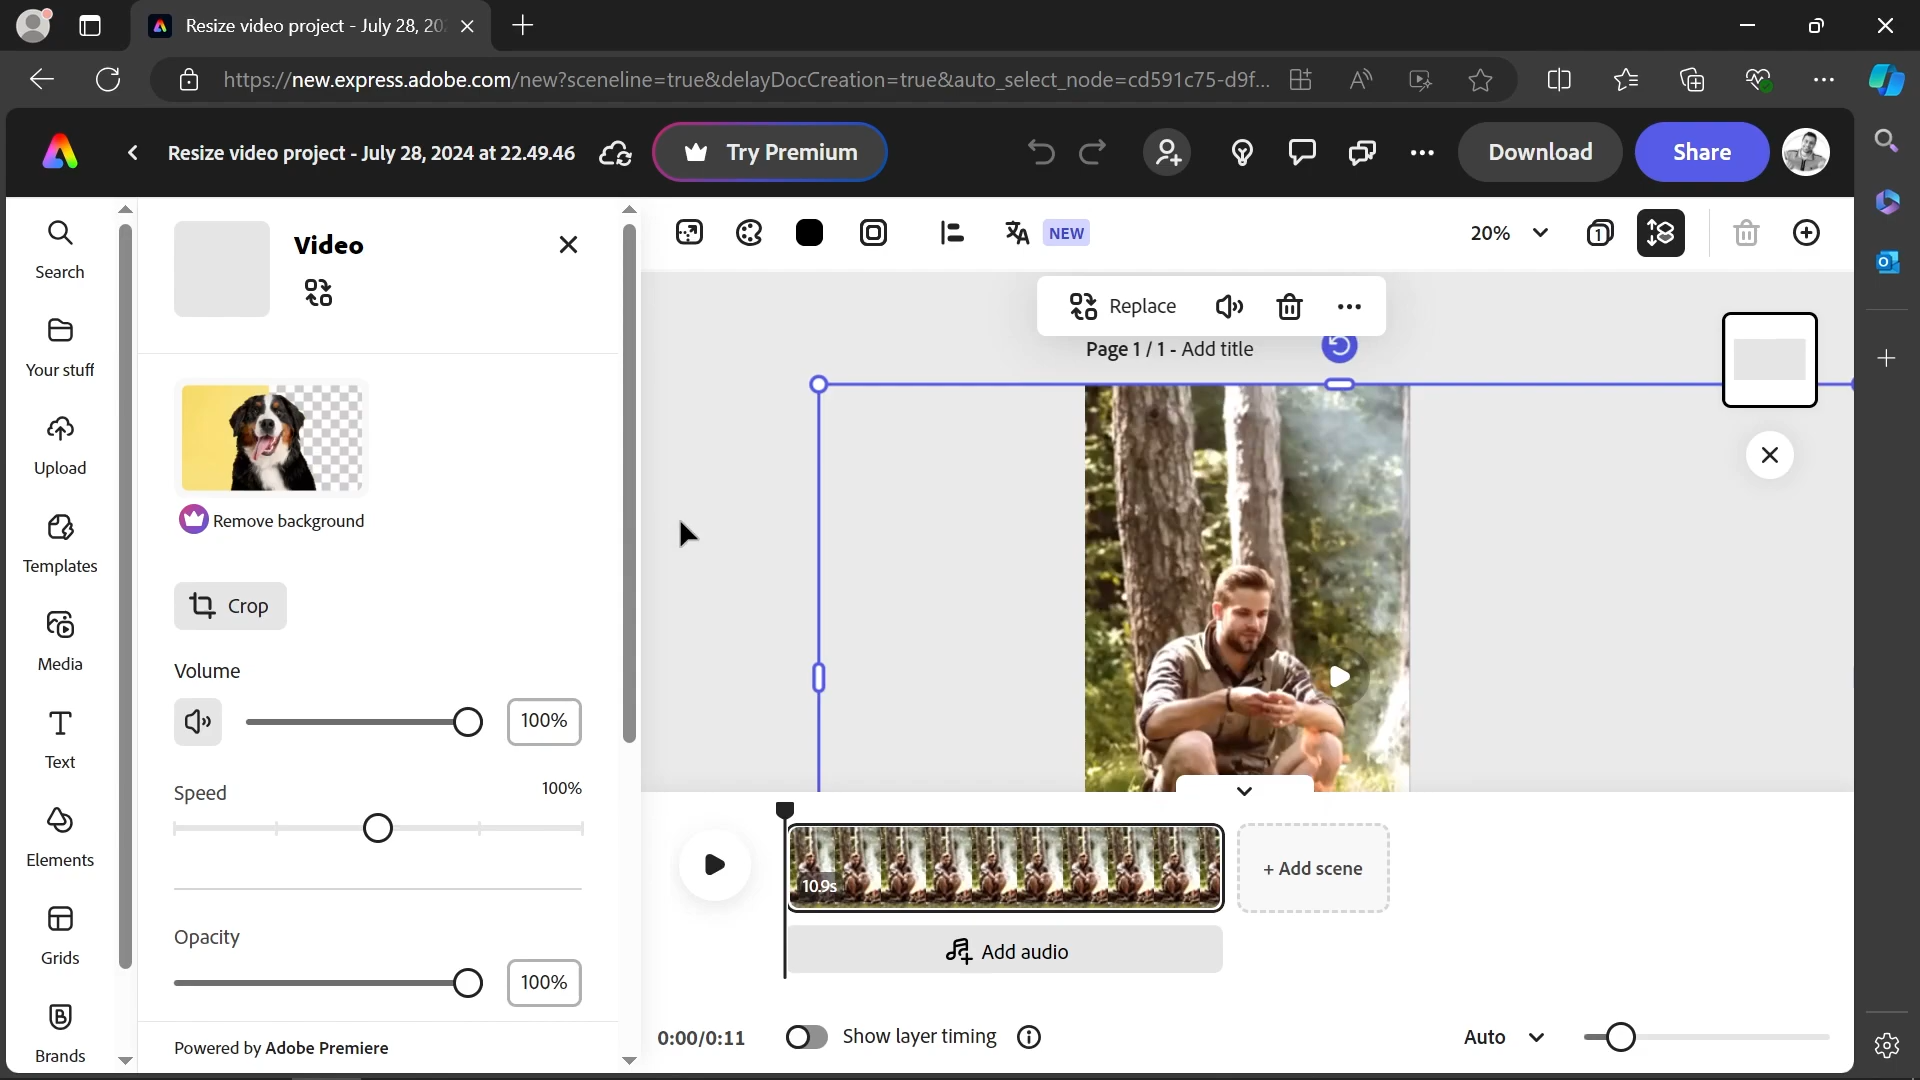 Resize video project - July 28, 20
https://new.express.adobe.com/new?sceneline=true&delayDocCreation=true&auto_select_node=cd591c75-d9f...
Resize video project - July 28, 2024 at 22.49.46
Try Premium
Download
Share
Search
Your stuff
Upload
Templates
Media
Text
Elements
Grids
Brands
Video
Remove background
Crop
Volume
100%
Speed
100%
Opacity
100%
Powered by Adobe Premiere
NEW
20%
1
Replace
Page 1 / 1 - Add title
10.9s
+ Add scene
Add audio
0:00/0:11
Show layer timing
Auto